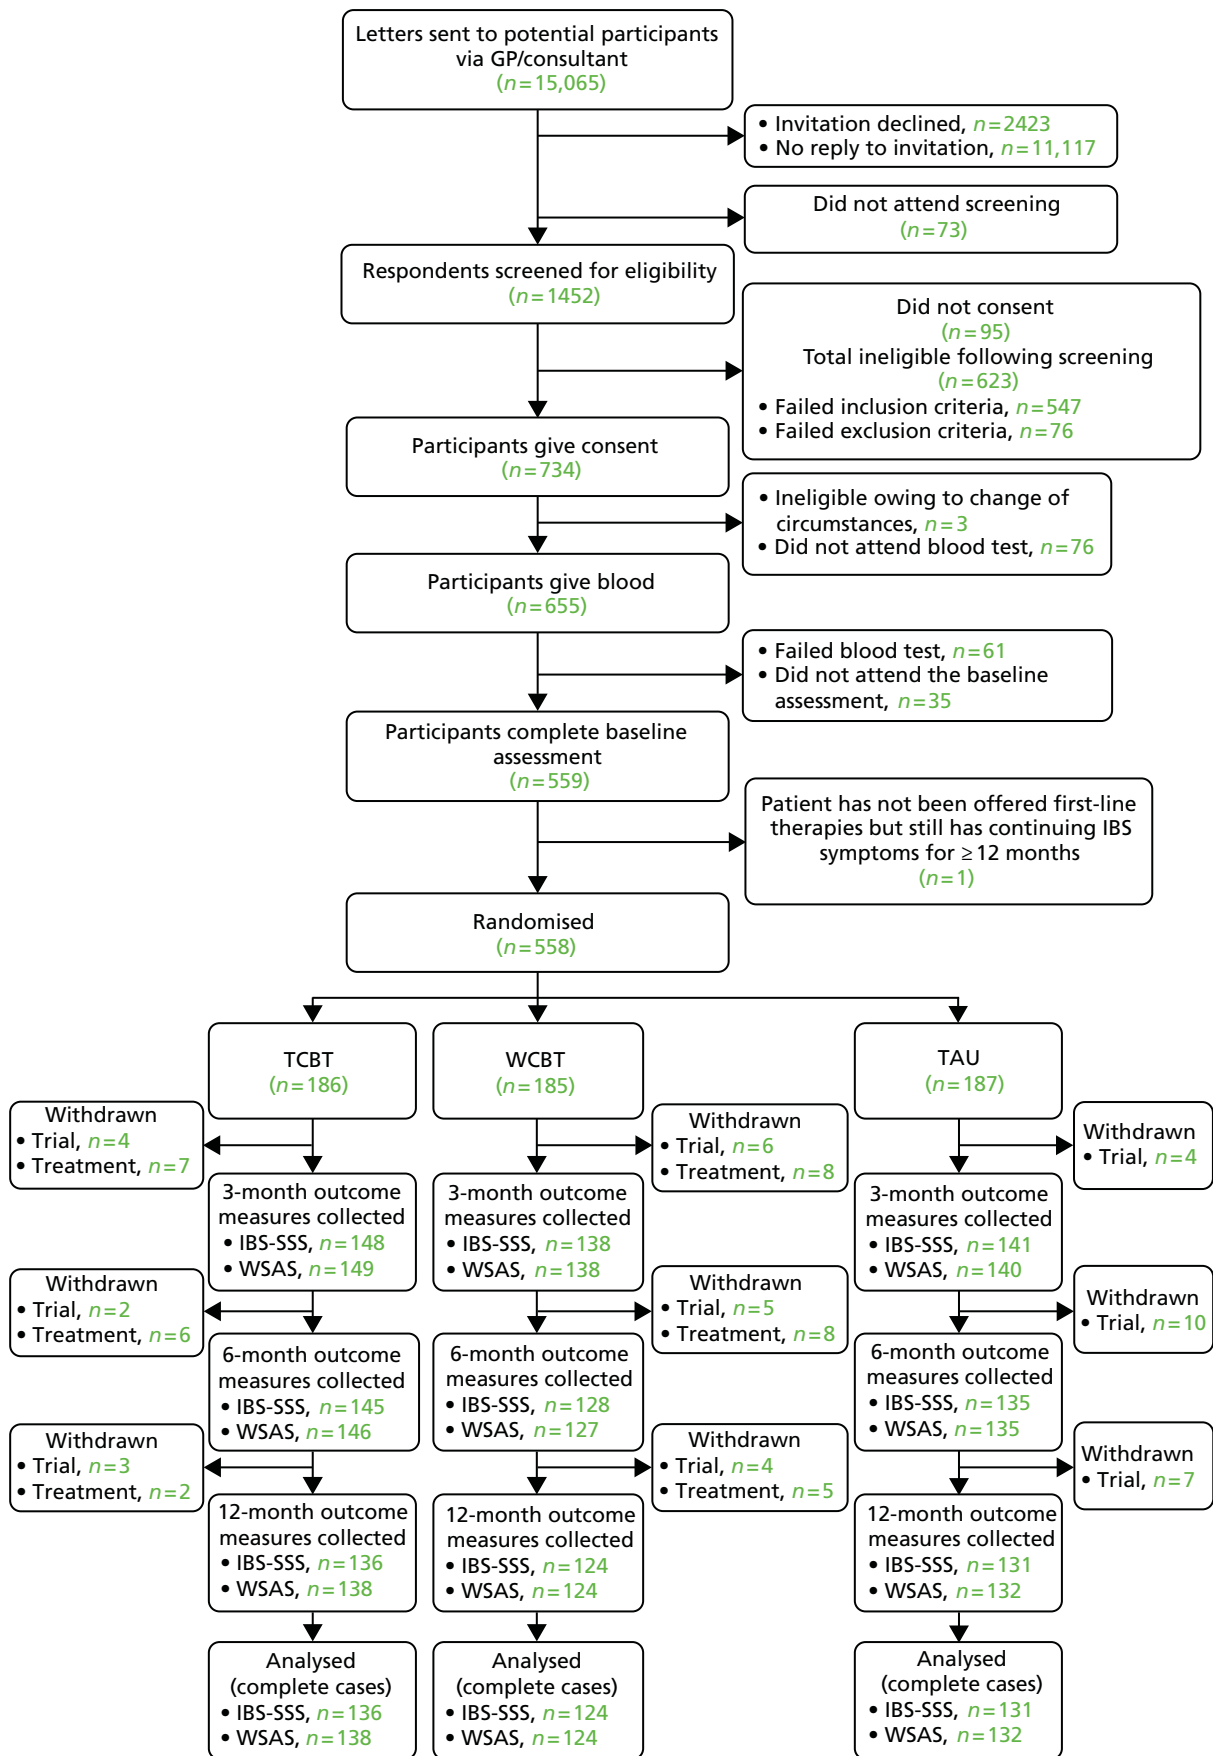 Letters sent to potential participants
via GP/consultant
(n=15,065)
• Invitation declined, n=2423
• No reply to invitation, n=11,117
Did not attend screening
(n=73)
Respondents screened for eligibility
(n=1452)
Did not consent
(n=95)
Total ineligible following screening
(n=623)
• Failed inclusion criteria, n=547
• Failed exclusion criteria, n=76
Participants give consent
(n=734)
• Ineligible owing to change of
circumstances, n=3
• Did not attend blood test, n=76
Participants give blood
(n=655)
• Failed blood test, n=61
• Did not attend the baseline
assessment, n=35
Participants complete baseline
assessment
(n=559)
Patient has not been offered first-line
therapies but still has continuing IBS
symptoms for ≥12 months
(n=1)
Randomised
(n=558)
TCBT
(n=186)
WCBT
(n=185)
TAU
(n=187)
Withdrawn
• Trial, n=4
• Treatment, n=7
Withdrawn
• Trial, n=6
• Treatment, n=8
Withdrawn
• Trial, n=4
3-month outcome
measures collected
• IBS-SSS, n=148
• WSAS, n=149
3-month outcome
measures collected
• IBS-SSS, n=138
• WSAS, n=138
3-month outcome
measures collected
• IBS-SSS, n=141
• WSAS, n=140
Withdrawn
• Trial, n=2
• Treatment, n=6
Withdrawn
• Trial, n=5
• Treatment, n=8
Withdrawn
• Trial, n=10
6-month outcome
measures collected
• IBS-SSS, n=145
• WSAS, n=146
6-month outcome
measures collected
• IBS-SSS, n=128
• WSAS, n=127
6-month outcome
measures collected
• IBS-SSS, n=135
• WSAS, n=135
Withdrawn
• Trial, n=3
• Treatment, n=2
Withdrawn
• Trial, n=4
• Treatment, n=5
Withdrawn
• Trial, n=7
12-month outcome
measures collected
• IBS-SSS, n=136
• WSAS, n=138
12-month outcome
measures collected
• IBS-SSS, n=124
• WSAS, n=124
12-month outcome
measures collected
• IBS-SSS, n=131
• WSAS, n=132
Analysed
(complete cases)
• IBS-SSS, n=136
• WSAS, n=138
Analysed
(complete cases)
• IBS-SSS, n=124
• WSAS, n=124
Analysed
(complete cases)
• IBS-SSS, n=131
• WSAS, n=132